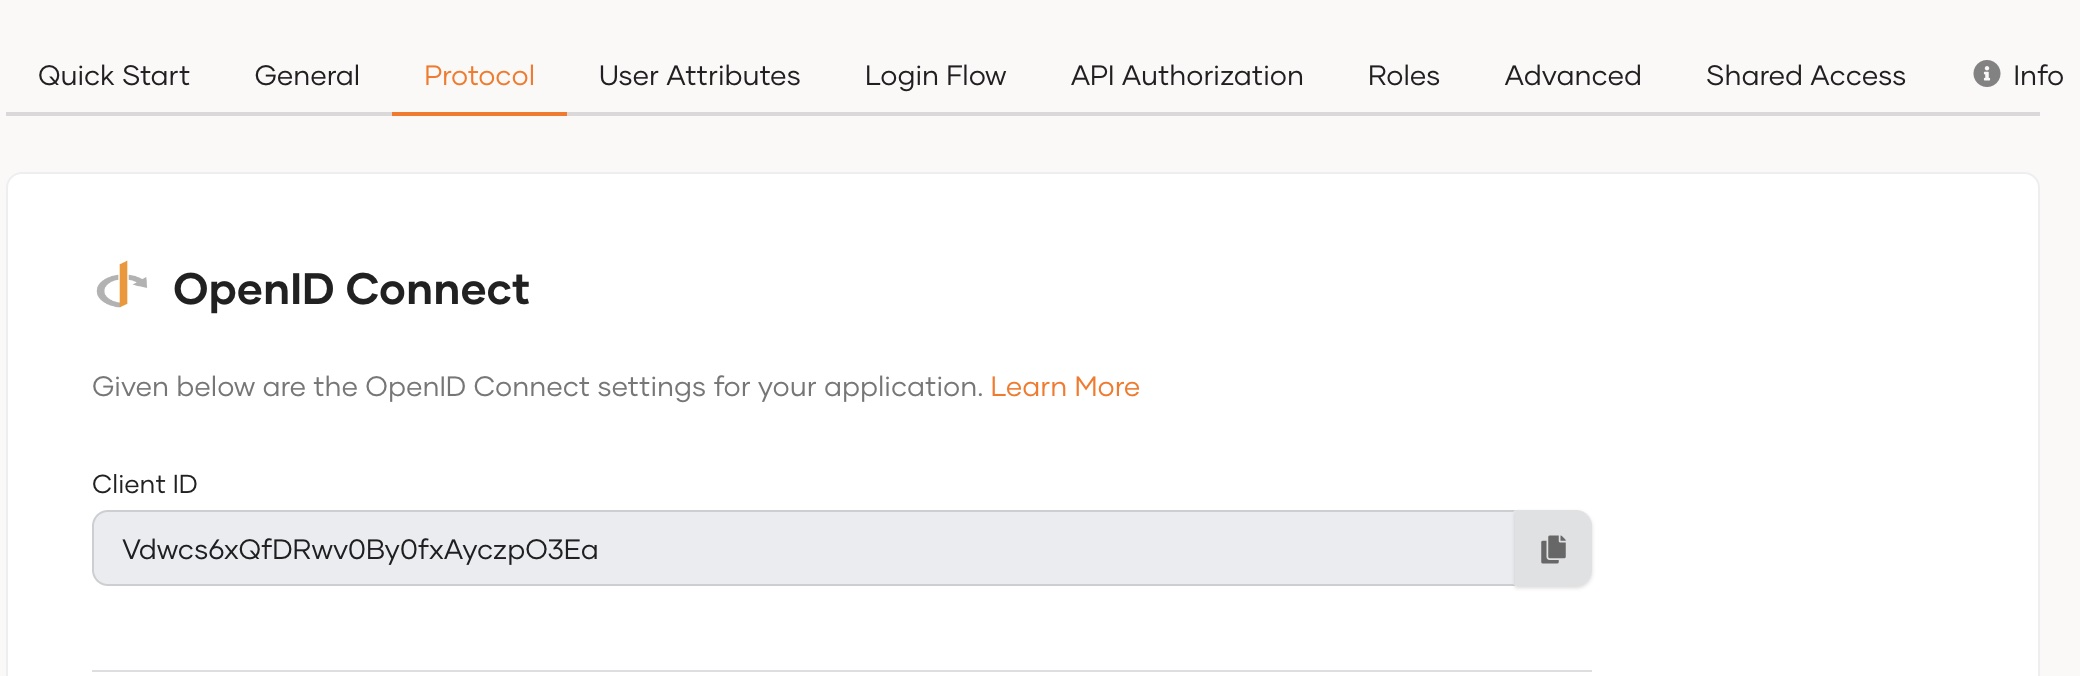 Quick Start General Protocol User Attributes Login Flow API Authorization Roles Advanced Shared Access Info
OpenID Connect
Given below are the OpenID Connect settings for your application. Learn More
Client ID
Vdwcs6xQfDRwv0By0fxAyczpO3Ea